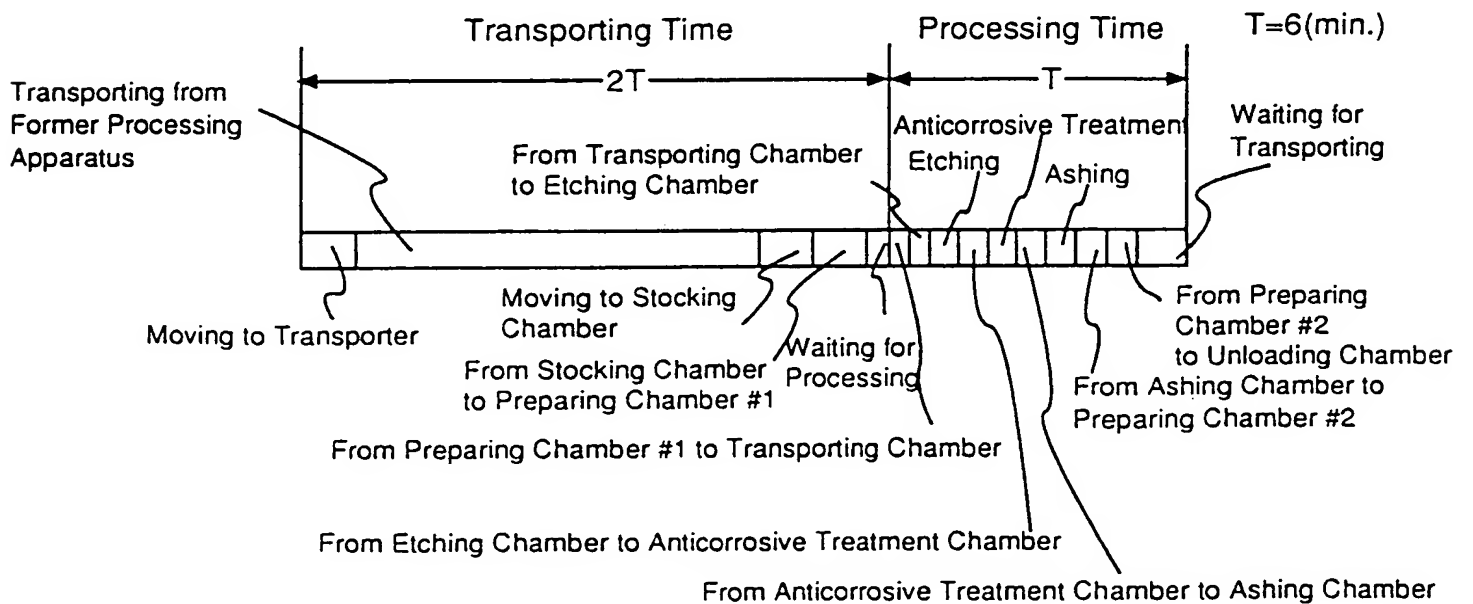 Transporting Time
Processing Time
T=6(min.)
2T
T
Transporting from
Former Processing
Apparatus
From Transporting Chamber
to Etching Chamber
Anticorrosive Treatment
Etching
Ashing
Waiting for
Transporting
Moving to Transporter
Moving to Stocking
Chamber
From Stocking Chamber
to Preparing Chamber #1
Waiting for
Processing
From Preparing Chamber #1 to Transporting Chamber
From Preparing
Chamber #2
to Unloading Chamber
From Ashing Chamber to
Preparing Chamber #2
From Etching Chamber to Anticorrosive Treatment Chamber
From Anticorrosive Treatment Chamber to Ashing Chamber